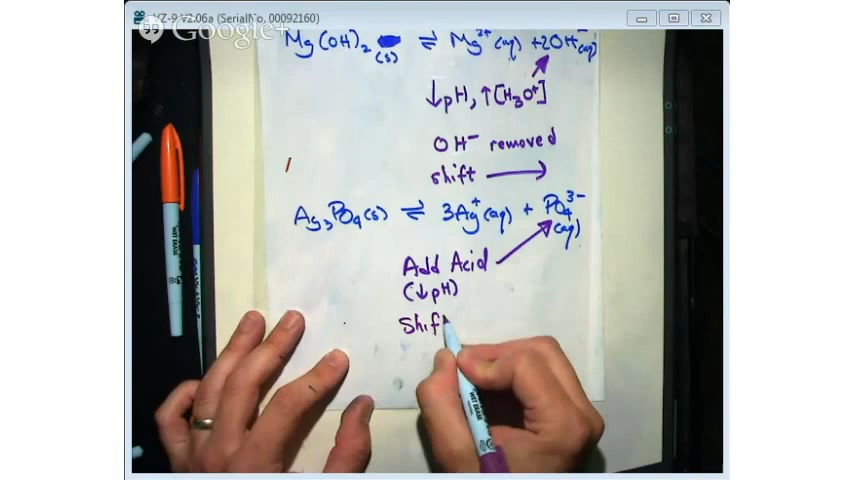 VZ-9 V2.06a (SerialNo. 00092160)
Google+
Mg(OH)₂ (s) ⇌ Mg²⁺(aq) + 2OH⁻(aq)
↓pH, ↑[H₃O⁺]
OH⁻ removed
shift →
Ag₃PO₄(s) ⇌ 3Ag⁺(aq) + PO₄³⁻(aq)
Add Acid
(↓pH)
Shif